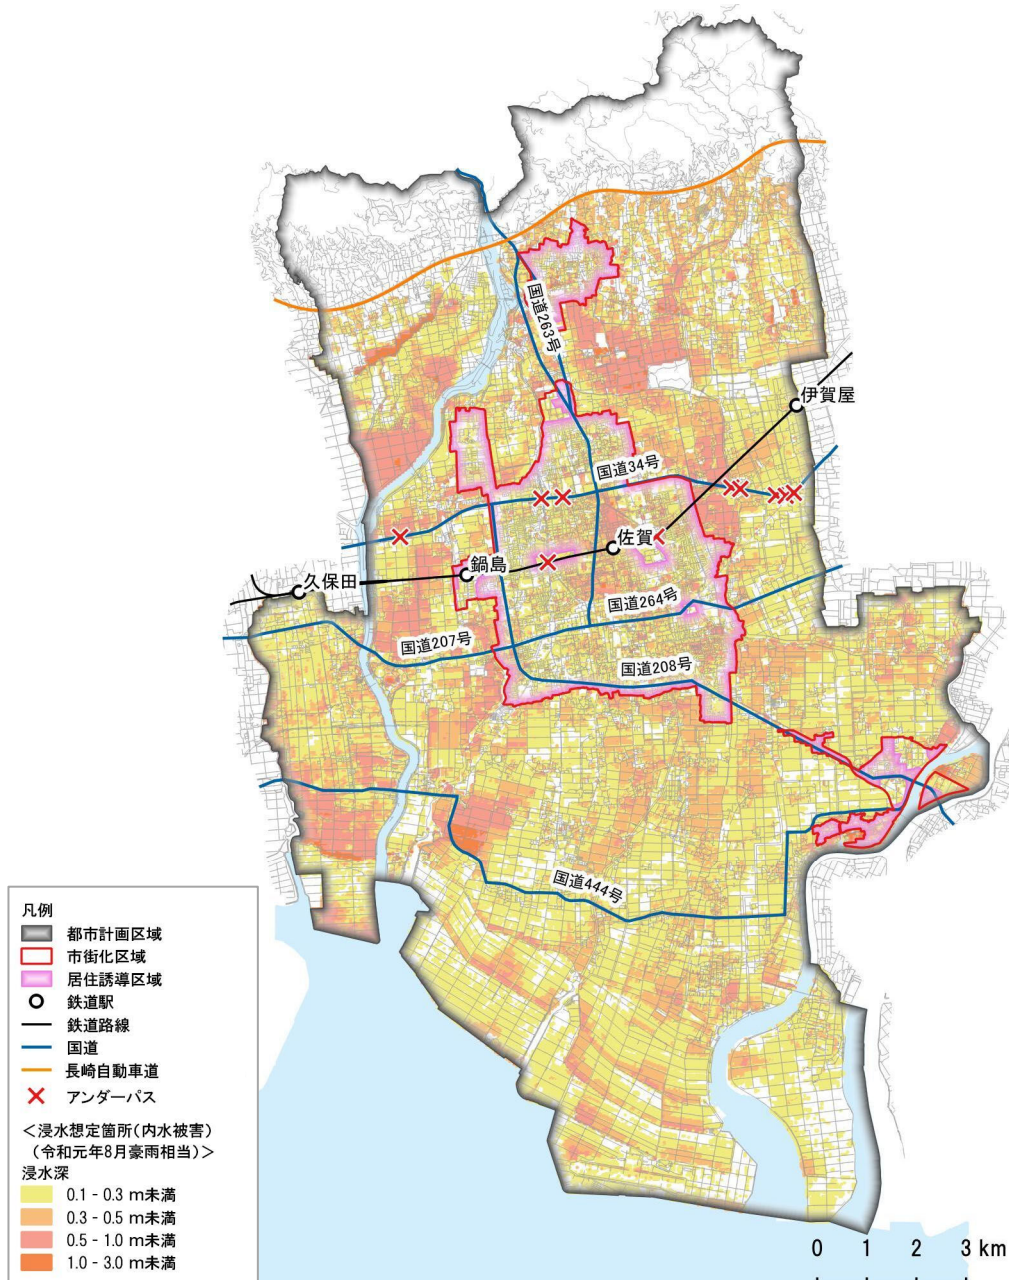 国道263号
伊賀屋
国道34号
佐賀
鍋島
久保田
国道264号
国道207号
国道208号
国道444号
凡例
都市計画区域
市街化区域
居住誘導区域
鉄道駅
鉄道路線
国道
長崎自動車道
アンダーパス
<浸水想定箇所(内水被害)
(令和元年8月豪雨相当)>
浸水深
0.1 - 0.3 m未満
0.3 - 0.5 m未満
0.5 - 1.0 m未満
1.0 - 3.0 m未満
0 1 2 3 km